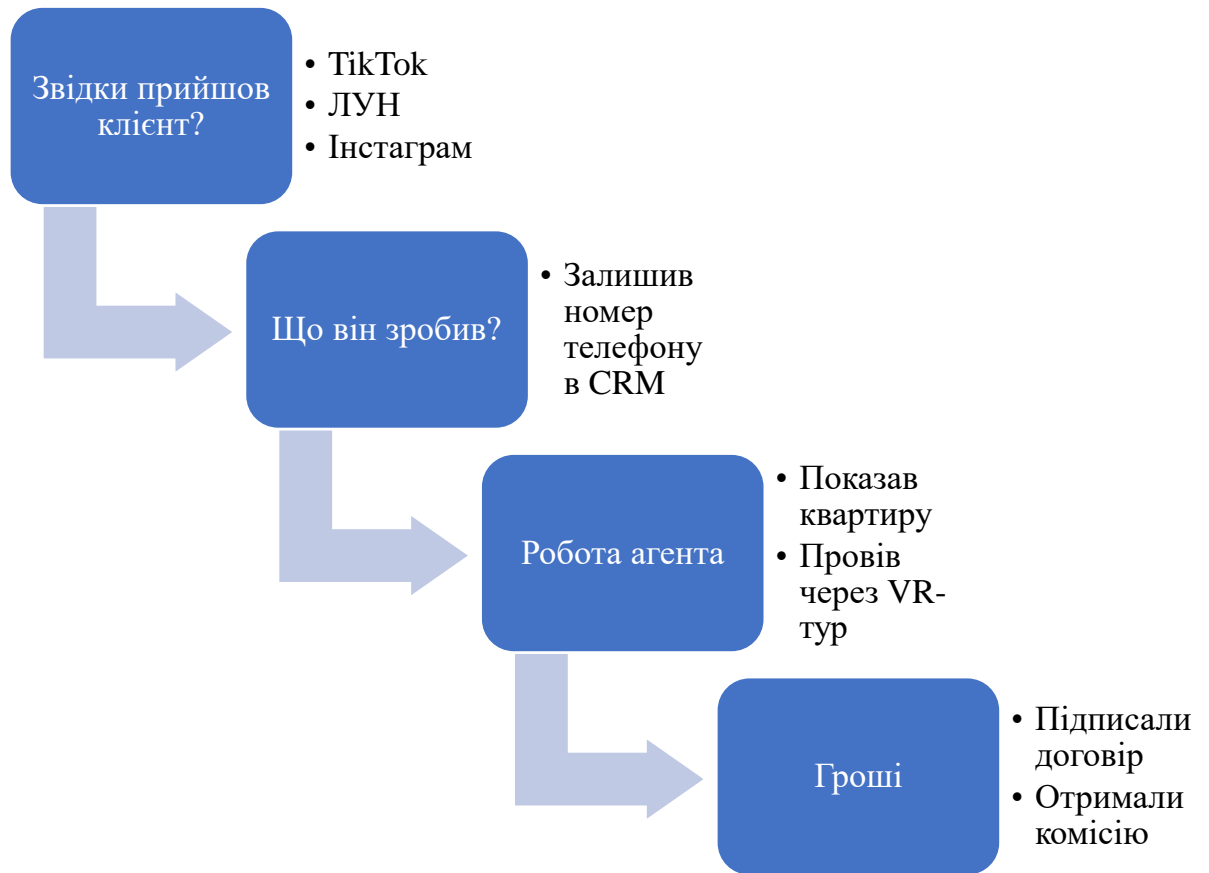 Звідки прийшов
клієнт?
• TikTok
• ЛУН
• Інстаграм
Що він зробив?
• Залишив
номер
телефону
в CRM
Робота агента
• Показав
квартиру
• Провів
через VR-
тур
Гроші
• Підписали
договір
• Отримали
комісію